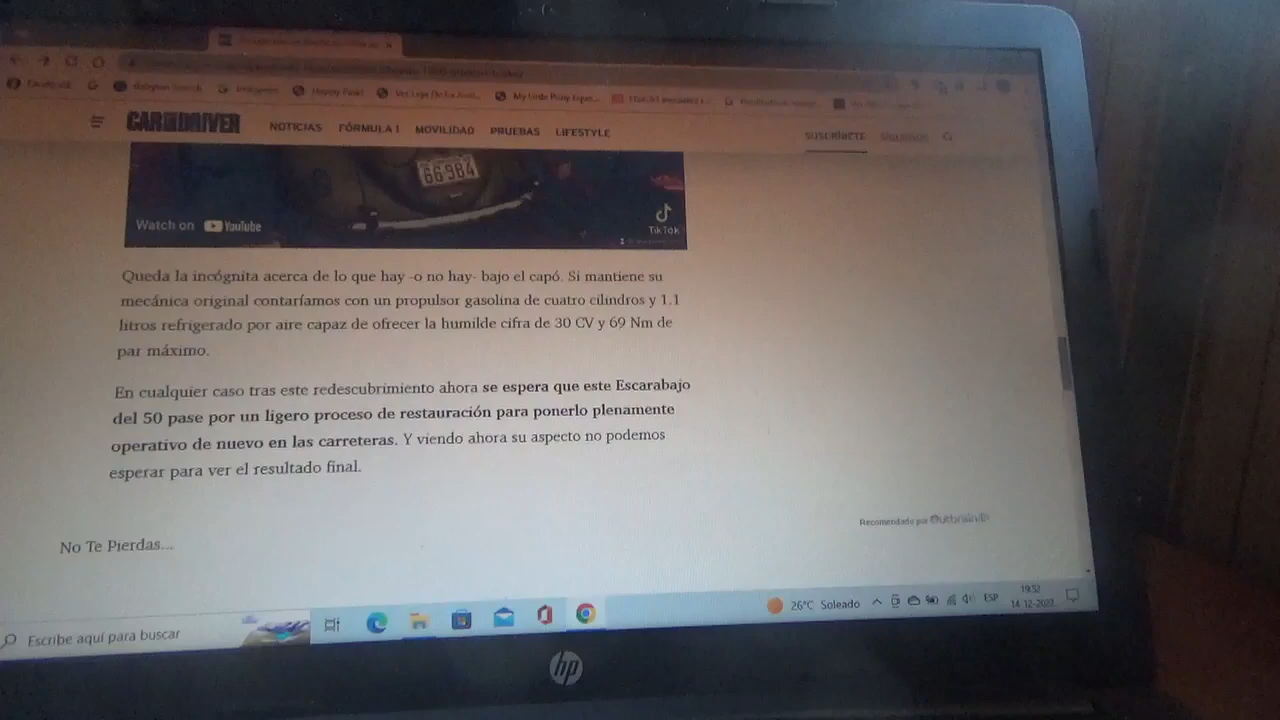 CAR AND DRIVER NOTICIAS FÓRMULA 1 MOVILIDAD PRUEBAS LIFESTYLE SUSCRÍBETE SÍGUENOS
66·984
Watch on YouTube
TikTok
Queda la incógnita acerca de lo que hay -o no hay- bajo el capó. Si mantiene su
mecánica original contaríamos con un propulsor gasolina de cuatro cilindros y 1.1
litros refrigerado por aire capaz de ofrecer la humilde cifra de 30 CV y 69 Nm de
par máximo.
En cualquier caso tras este redescubrimiento ahora se espera que este Escarabajo
del 50 pase por un ligero proceso de restauración para ponerlo plenamente
operativo de nuevo en las carreteras. Y viendo ahora su aspecto no podemos
esperar para ver el resultado final.
Recomendado por Outbrain
No Te Pierdas...
Escribe aquí para buscar
26°C Soleado
ESP
19:52
14-12-2022
hp